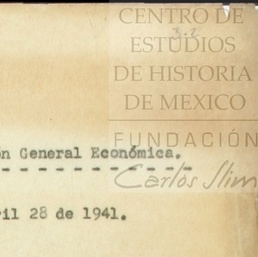 CENTRO DE
ESTUDIOS
DE HISTORIA
DE MEXICO
FUNDACIÓN
Carlos Slim
ón General Económica.
ril 28 de 1941.